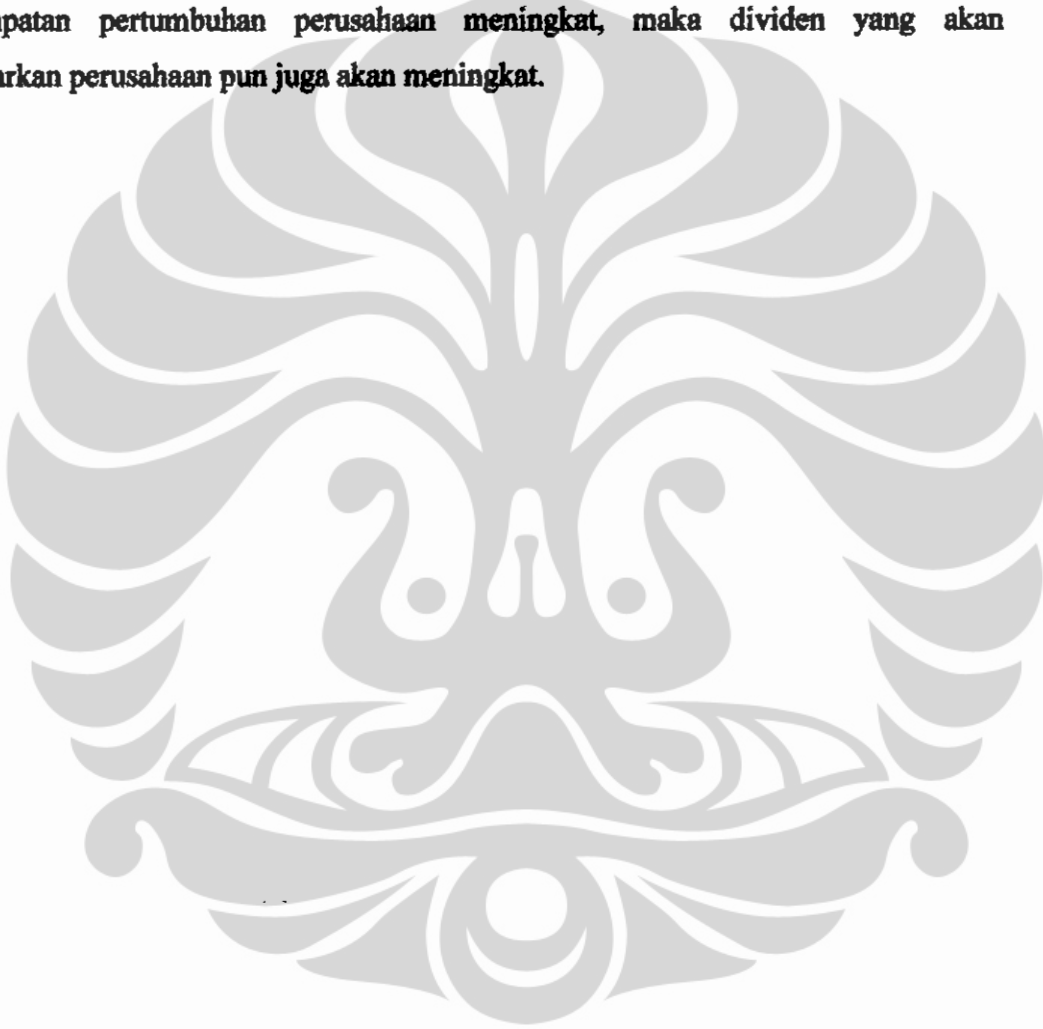 patan pertumbuhan perusahaan meningkat, maka dividen yang akan
arkan perusahaan pun juga akan meningkat.